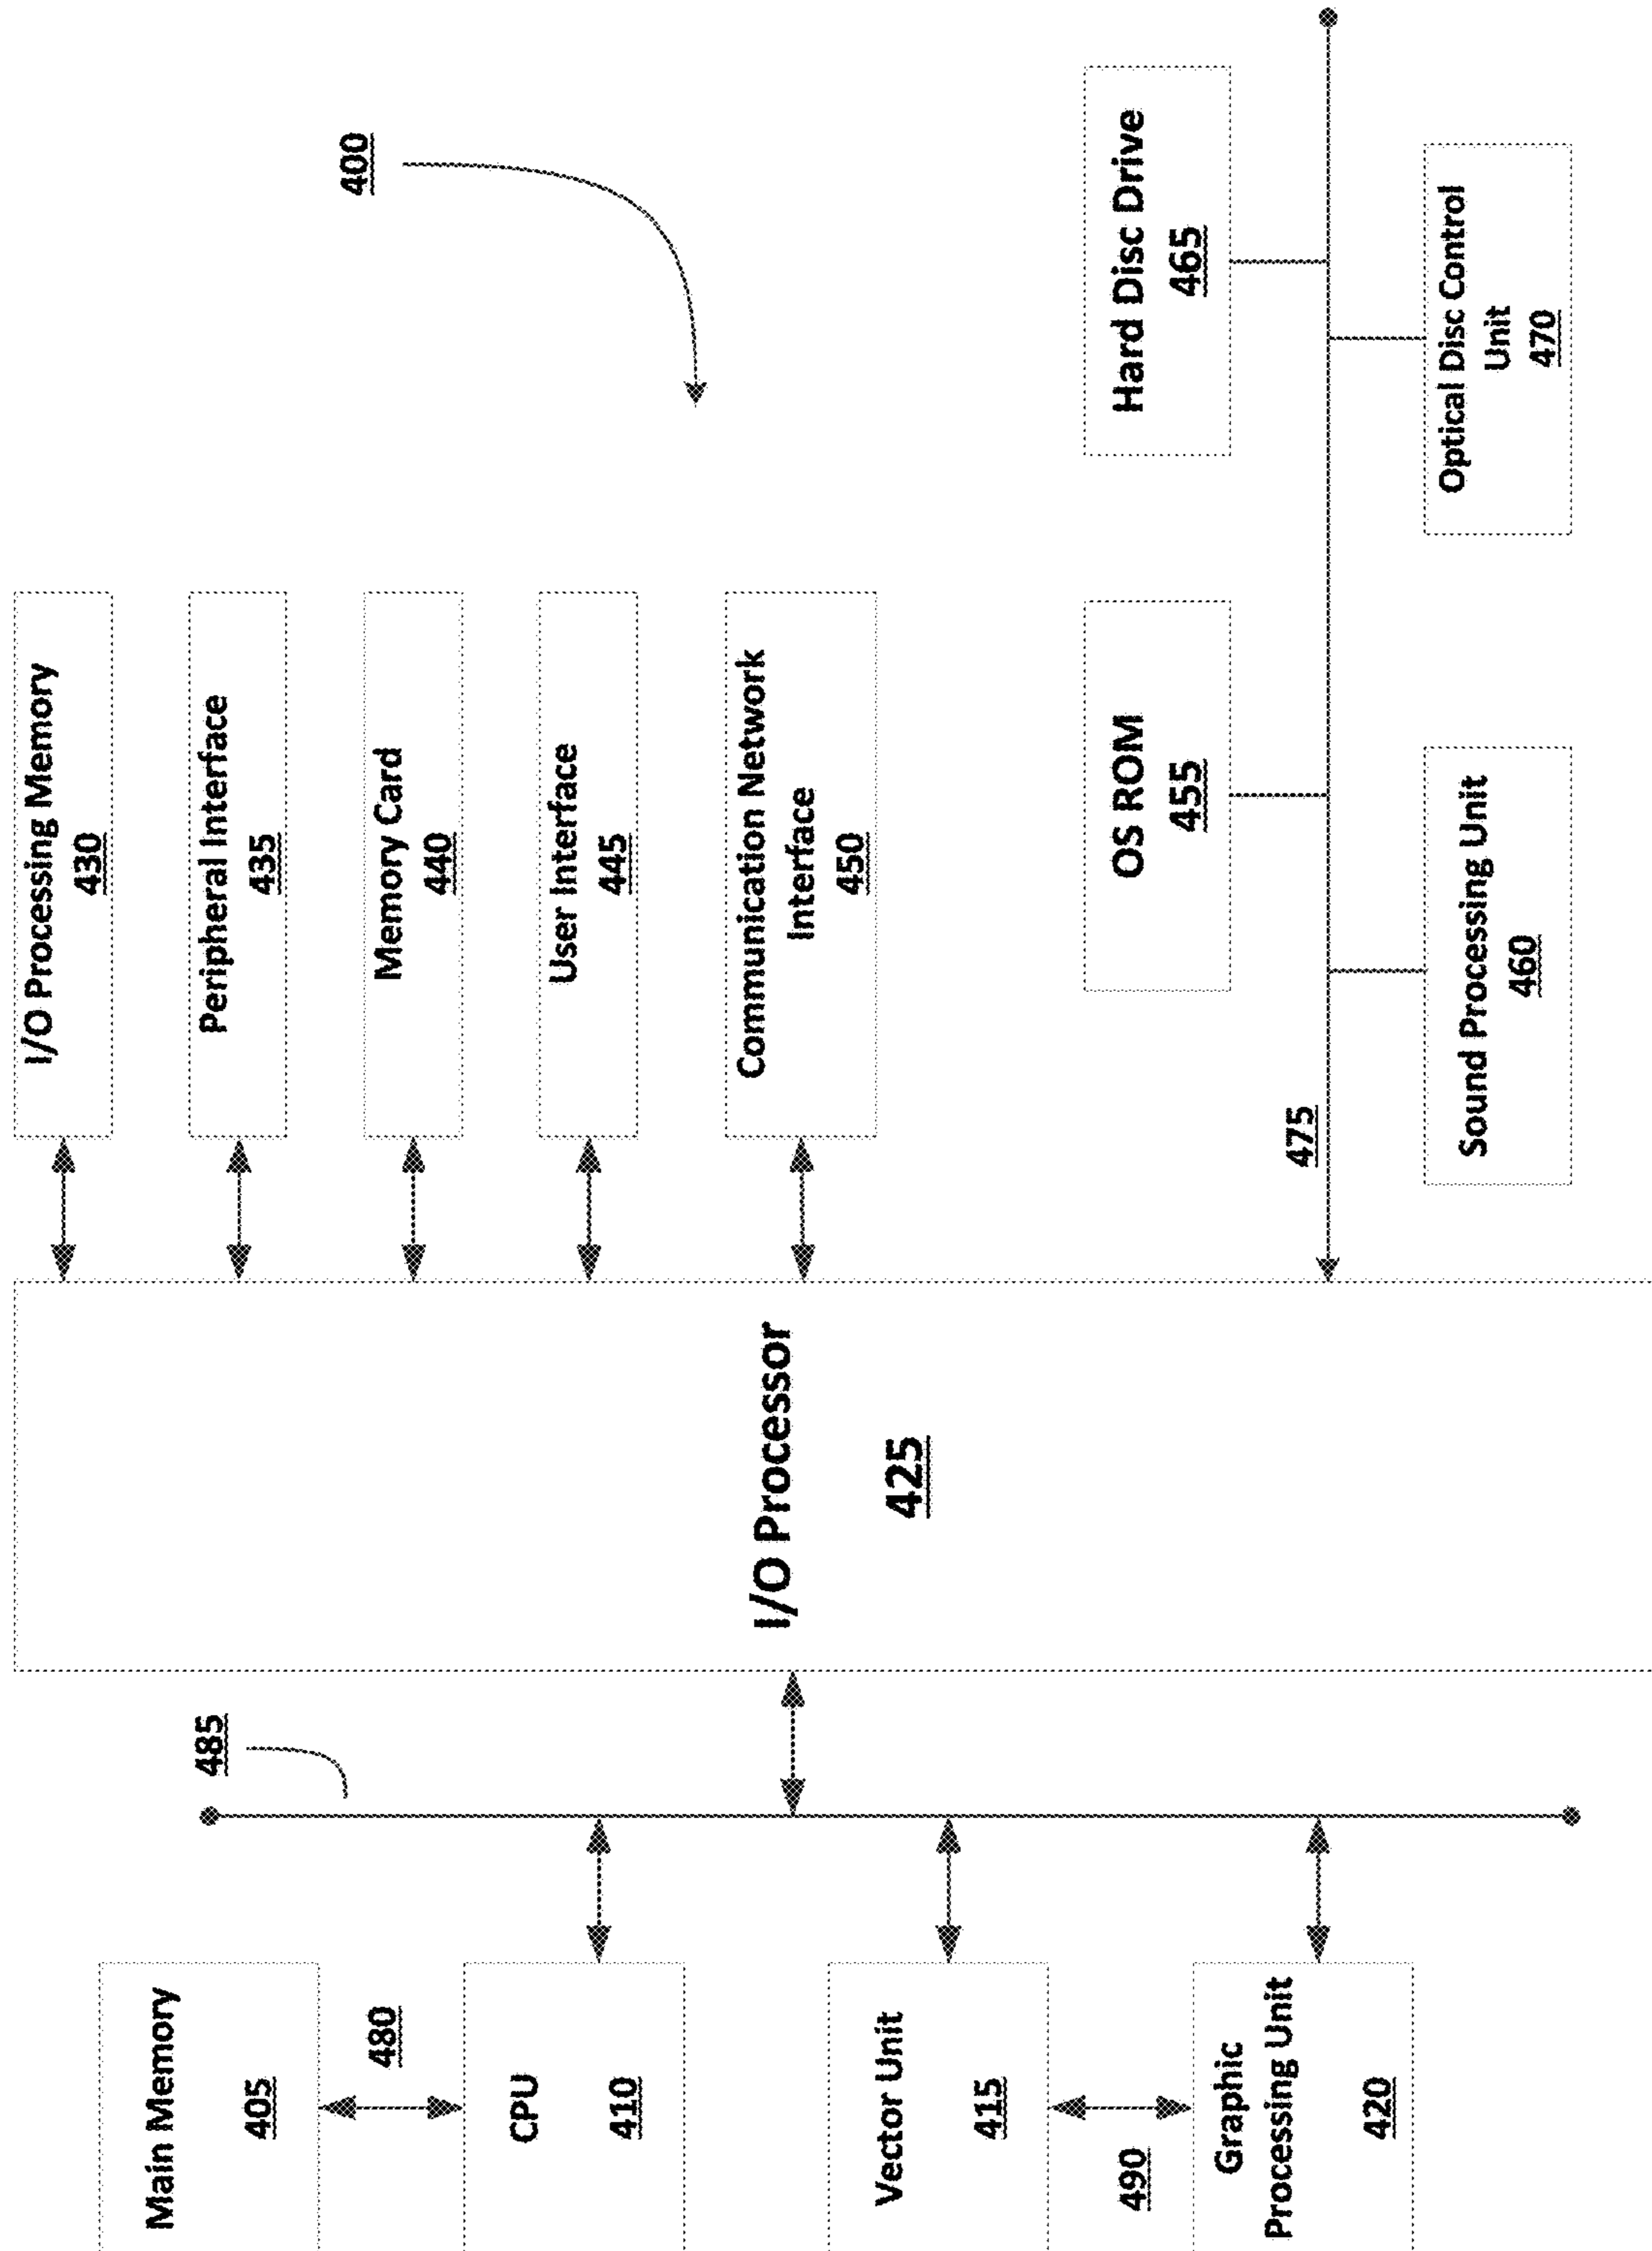 Main Memory
405
480
CPU
410
Vector Unit
415
490
Graphic
Processing Unit
420
485
I/O Processor
425
I/O Processing Memory
430
Peripheral Interface
435
Memory Card
440
User Interface
445
Communication Network
Interface
450
400
475
OS ROM
455
Sound Processing Unit
460
Hard Disc Drive
465
Optical Disc Control
Unit
470